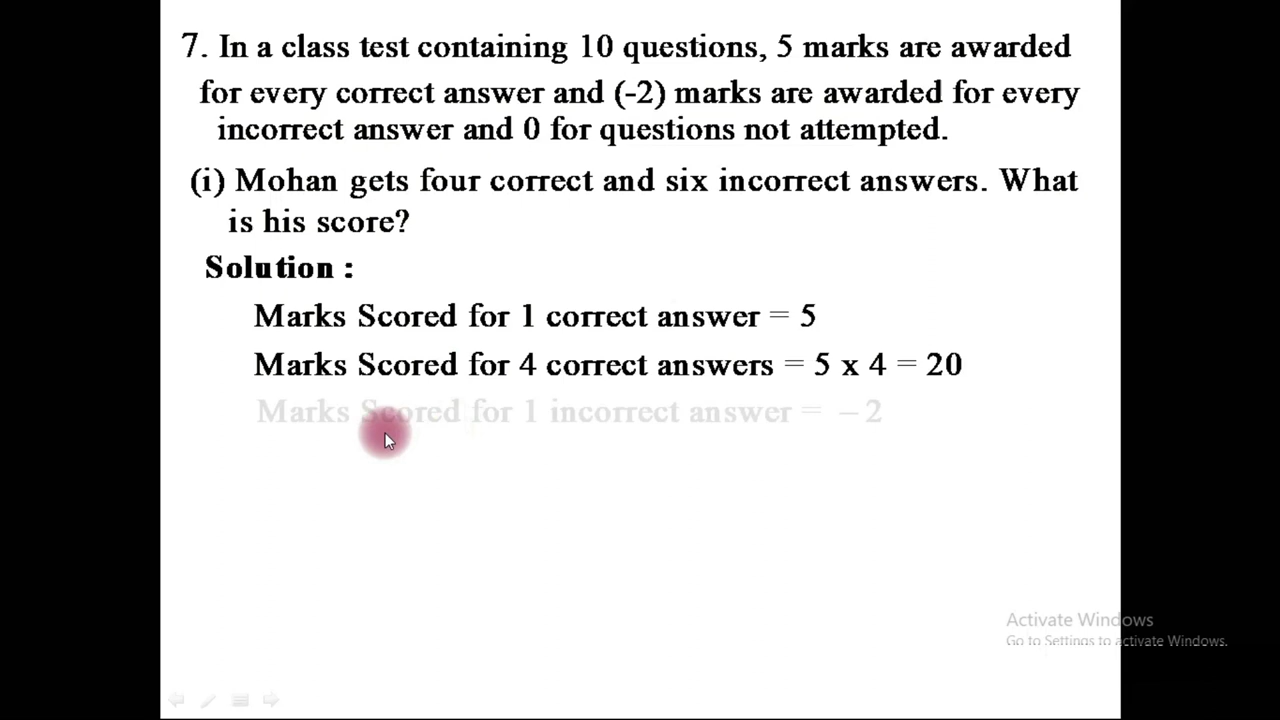 7. In a class test containing 10 questions, 5 marks are awarded
for every correct answer and (-2) marks are awarded for every
incorrect answer and 0 for questions not attempted.
(i) Mohan gets four correct and six incorrect answers. What
is his score?
Solution :
Marks Scored for 1 correct answer = 5
Marks Scored for 4 correct answers = 5 x 4 = 20
Marks Scored for 1 incorrect answer = – 2
Activate Windows
Go to Settings to activate Windows.